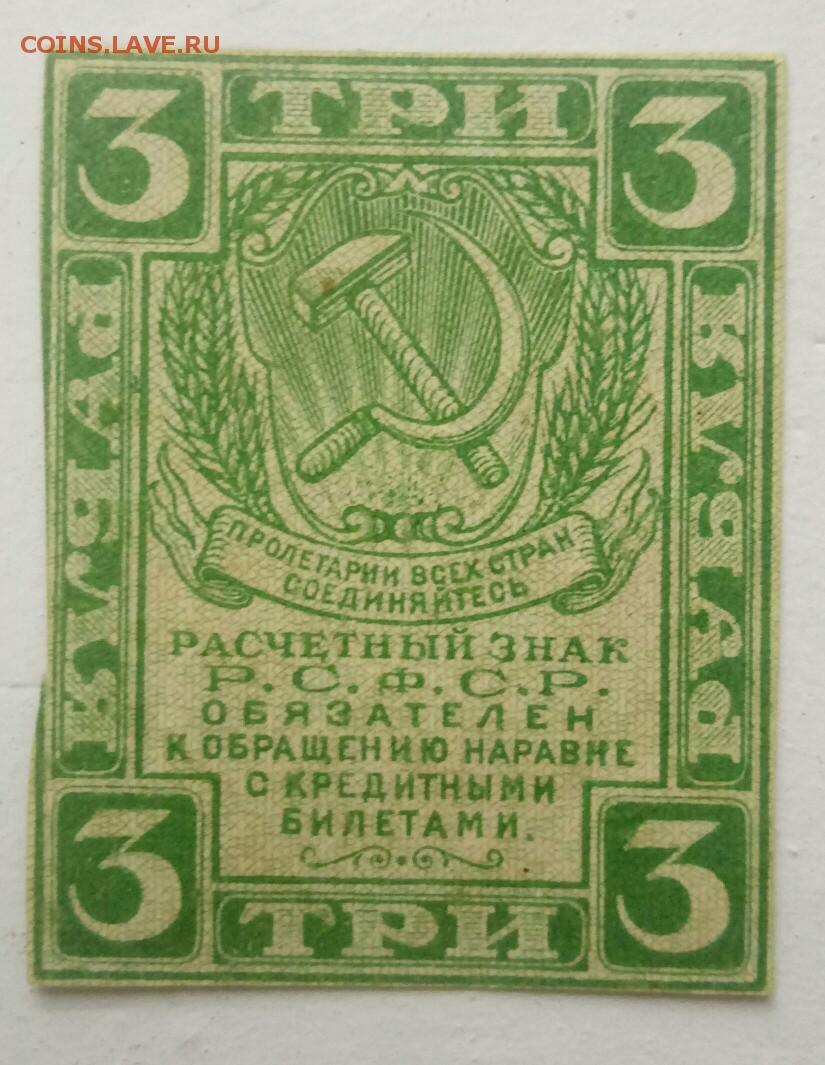 COINS.LAVE.RU
3 ТРИ 3
РУБЛЯ
РУБЛЯ
ПРОЛЕТАРИИ ВСЕХ СТРАН
СОЕДИНЯЙТЕСЬ
РАСЧЕТНЫЙ ЗНАК
Р.С.Ф.С.Р.
ОБЯЗАТЕЛЕН
К ОБРАЩЕНИЮ НАРАВНЕ
С КРЕДИТНЫМИ
БИЛЕТАМИ.
3 ТРИ 3